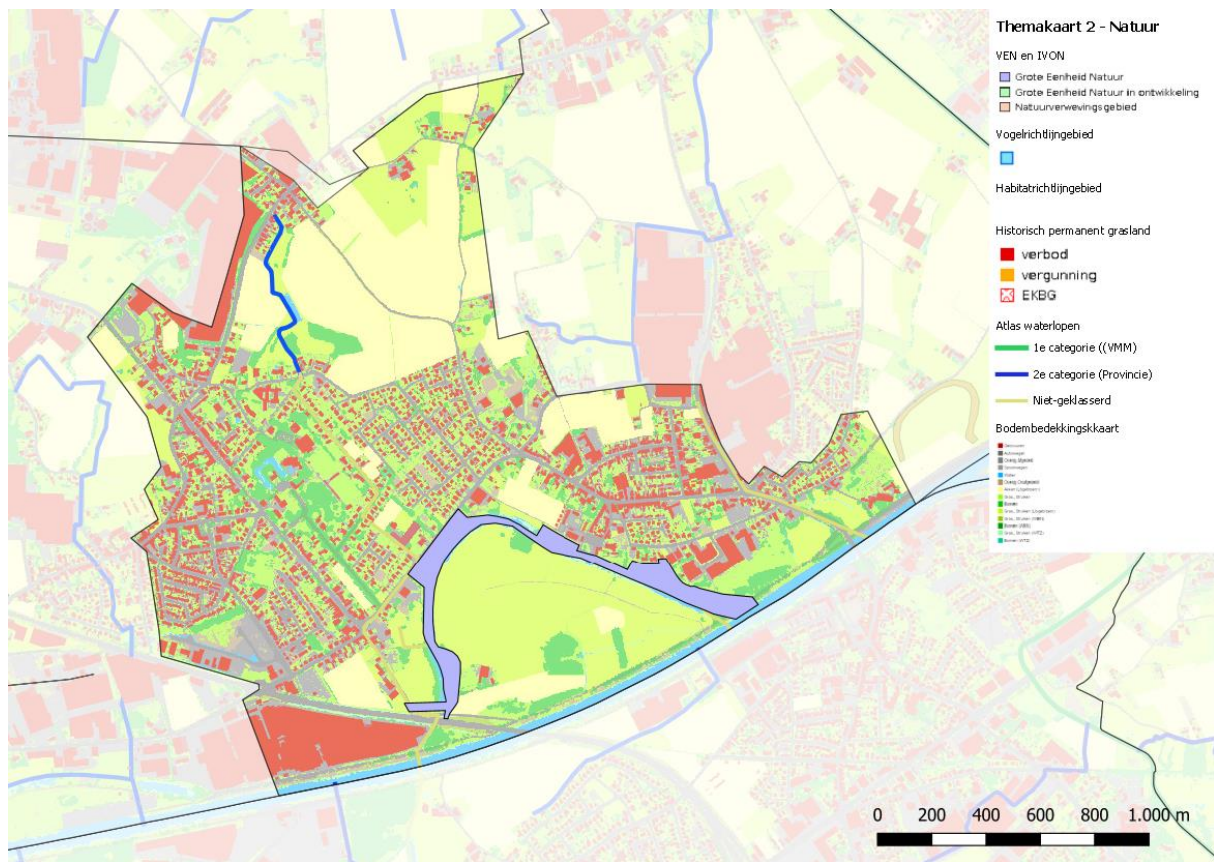 Themakaart 2 - Natuur
VEN en IVON
Grote Eenheid Natuur
Grote Eenheid Natuur in ontwikkeling
Natuurverwevingsgebied
Vogelrichtlijngebied
Habitatrichtlijngebied
Historisch permanent grasland
verbod
vergunning
EKBG
Atlas waterlopen
1e categorie ((VMM)
2e categorie (Provincie)
Niet-geklasserd
Bodembedekkingskkaart
0 200 400 600 800 1.000 m